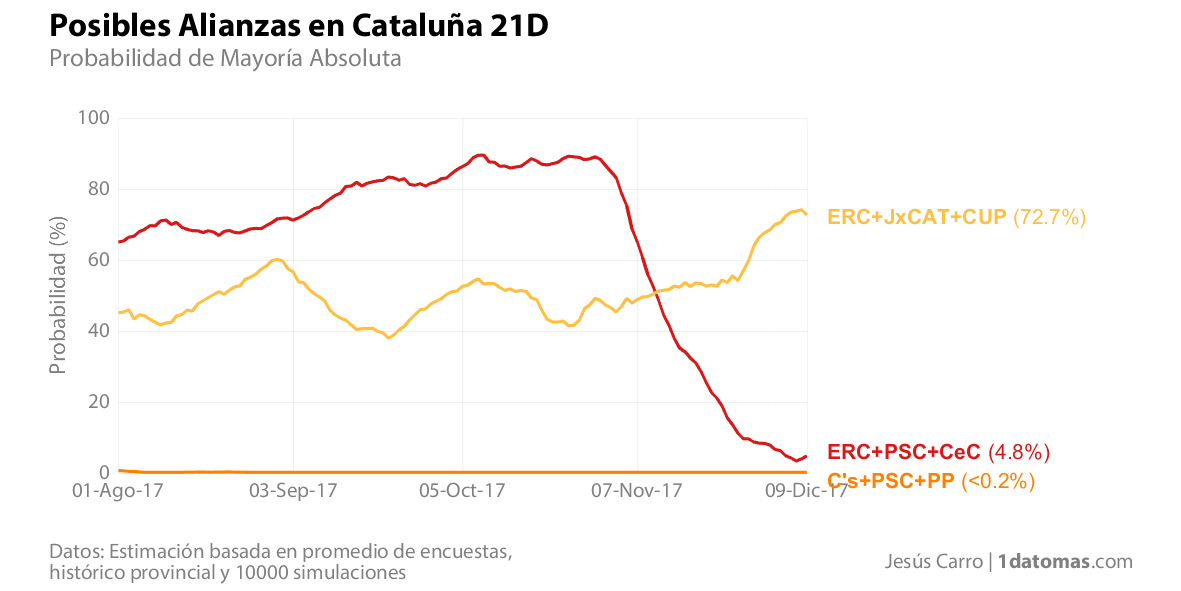 Posibles Alianzas en Cataluña 21D
Probabilidad de Mayoría Absoluta
Probabilidad (%)
100
80
60
40
20
0
01-Ago-17
03-Sep-17
05-Oct-17
07-Nov-17
09-Dic-17
ERC+JxCAT+CUP (72.7%)
ERC+PSC+CeC (4.8%)
C's+PSC+PP (<0.2%)
Datos: Estimación basada en promedio de encuestas,
histórico provincial y 10000 simulaciones
Jesús Carro | 1datomas.com